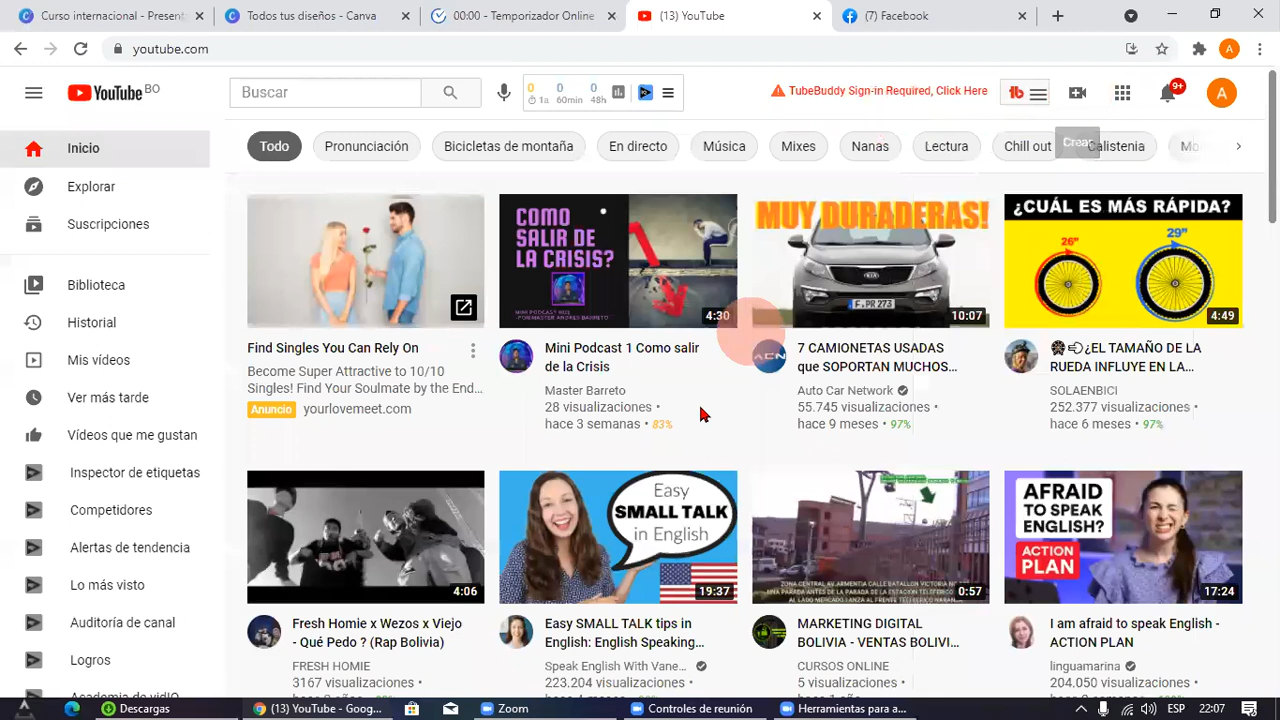 Curso internacional - Present
Todos tus diseños - Canva
00:00 - Temporizador Online
(13) YouTube
(7) Facebook
youtube.com
A
YouTube BO
Buscar
0 0 0
1a 60min 48h
TubeBuddy Sign-in Required, Click Here
tb
9+
A
Todo
Pronunciación
Bicicletas de montaña
En directo
Música
Mixes
Nanas
Lectura
Chill out
Crear
Calistenia
Inicio
Explorar
Suscripciones
Biblioteca
Historial
Mis vídeos
Ver más tarde
Vídeos que me gustan
Inspector de etiquetas
Competidores
Alertas de tendencia
Lo más visto
Auditoría de canal
Logros
Academia de vidIQ
Find Singles You Can Rely On
Become Super Attractive to 10/10
Singles! Find Your Soulmate by the End...
Anuncio yourlovemeet.com
COMO
SALIR DE
LA CRISIS?
4:30
Mini Podcast 1 Como salir
de la Crisis
Master Barreto
28 visualizaciones •
hace 3 semanas • 83%
MUY DURADERAS!
KIA
10:07
ACN
7 CAMIONETAS USADAS
que SOPORTAN MUCHOS...
Auto Car Network
55.745 visualizaciones •
hace 9 meses • 97%
¿CUÁL ES MÁS RÁPIDA?
26" 29"
4:49
¿EL TAMAÑO DE LA
RUEDA INFLUYE EN LA...
SOLAENBICI
252.377 visualizaciones •
hace 6 meses • 97%
4:06
Fresh Homie x Wezos x Viejo
- Qué Pedo ? (Rap Bolivia)
FRESH HOMIE
3167 visualizaciones •
Easy
SMALL TALK
in English
19:37
Easy SMALL TALK tips in
English: English Speaking...
Speak English With Vane...
223.204 visualizaciones •
0:57
MARKETING DIGITAL
BOLIVIA - VENTAS BOLIVI...
CURSOS ONLINE
5 visualizaciones •
AFRAID
TO SPEAK
ENGLISH?
ACTION
PLAN
17:24
I am afraid to speak English -
ACTION PLAN
linguamarina
204.050 visualizaciones •
Descargas
(13) YouTube - Goog...
Zoom
Controles de reunión
Herramientas para a...
ESP
22:07